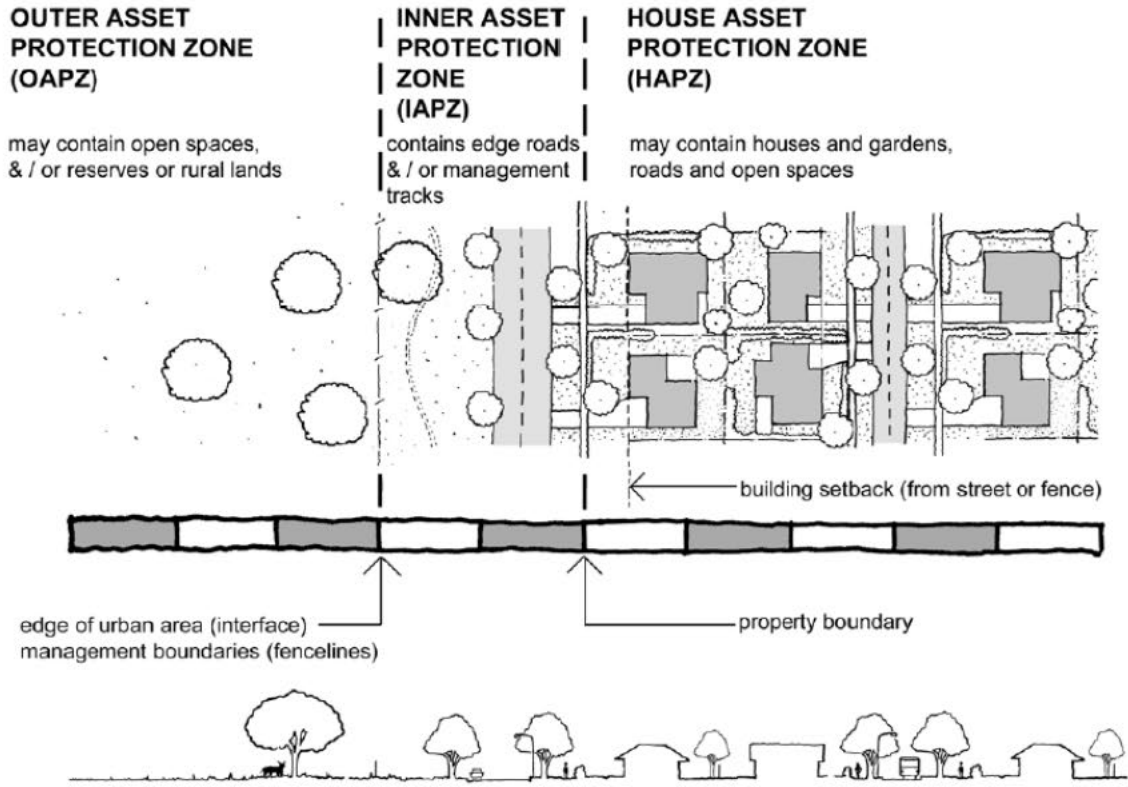 OUTER ASSET
PROTECTION ZONE
(OAPZ)
may contain open spaces,
& / or reserves or rural lands
INNER ASSET
PROTECTION
ZONE
(IAPZ)
contains edge roads
& / or management
tracks
HOUSE ASSET
PROTECTION ZONE
(HAPZ)
may contain houses and gardens,
roads and open spaces
building setback (from street or fence)
edge of urban area (interface)
management boundaries (fencelines)
property boundary